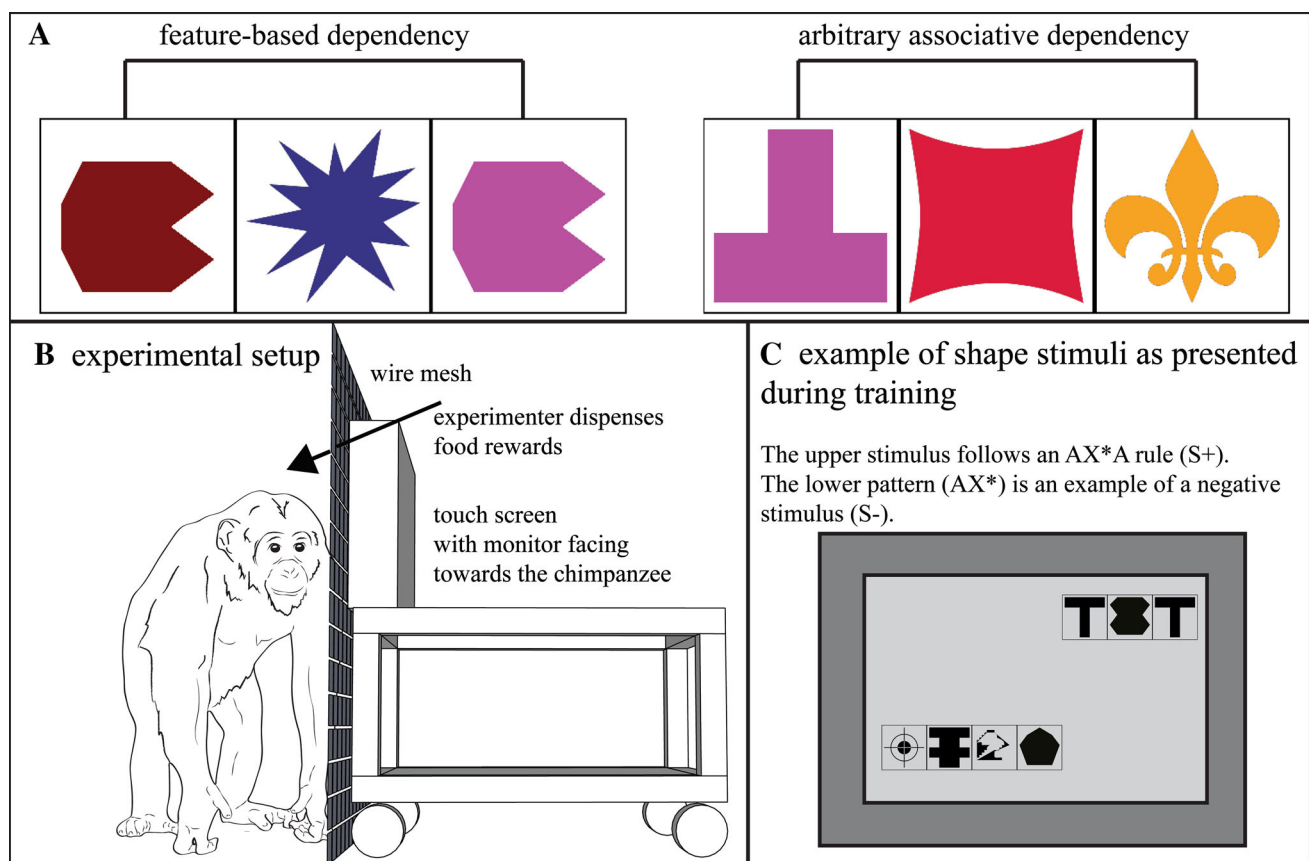 A
feature-based dependency
arbitrary associative dependency
B experimental setup
wire mesh
experimenter dispenses
food rewards
touch screen
with monitor facing
towards the chimpanzee
C example of shape stimuli as presented
during training
The upper stimulus follows an AX*A rule (S+).
The lower pattern (AX*) is an example of a negative
stimulus (S-).